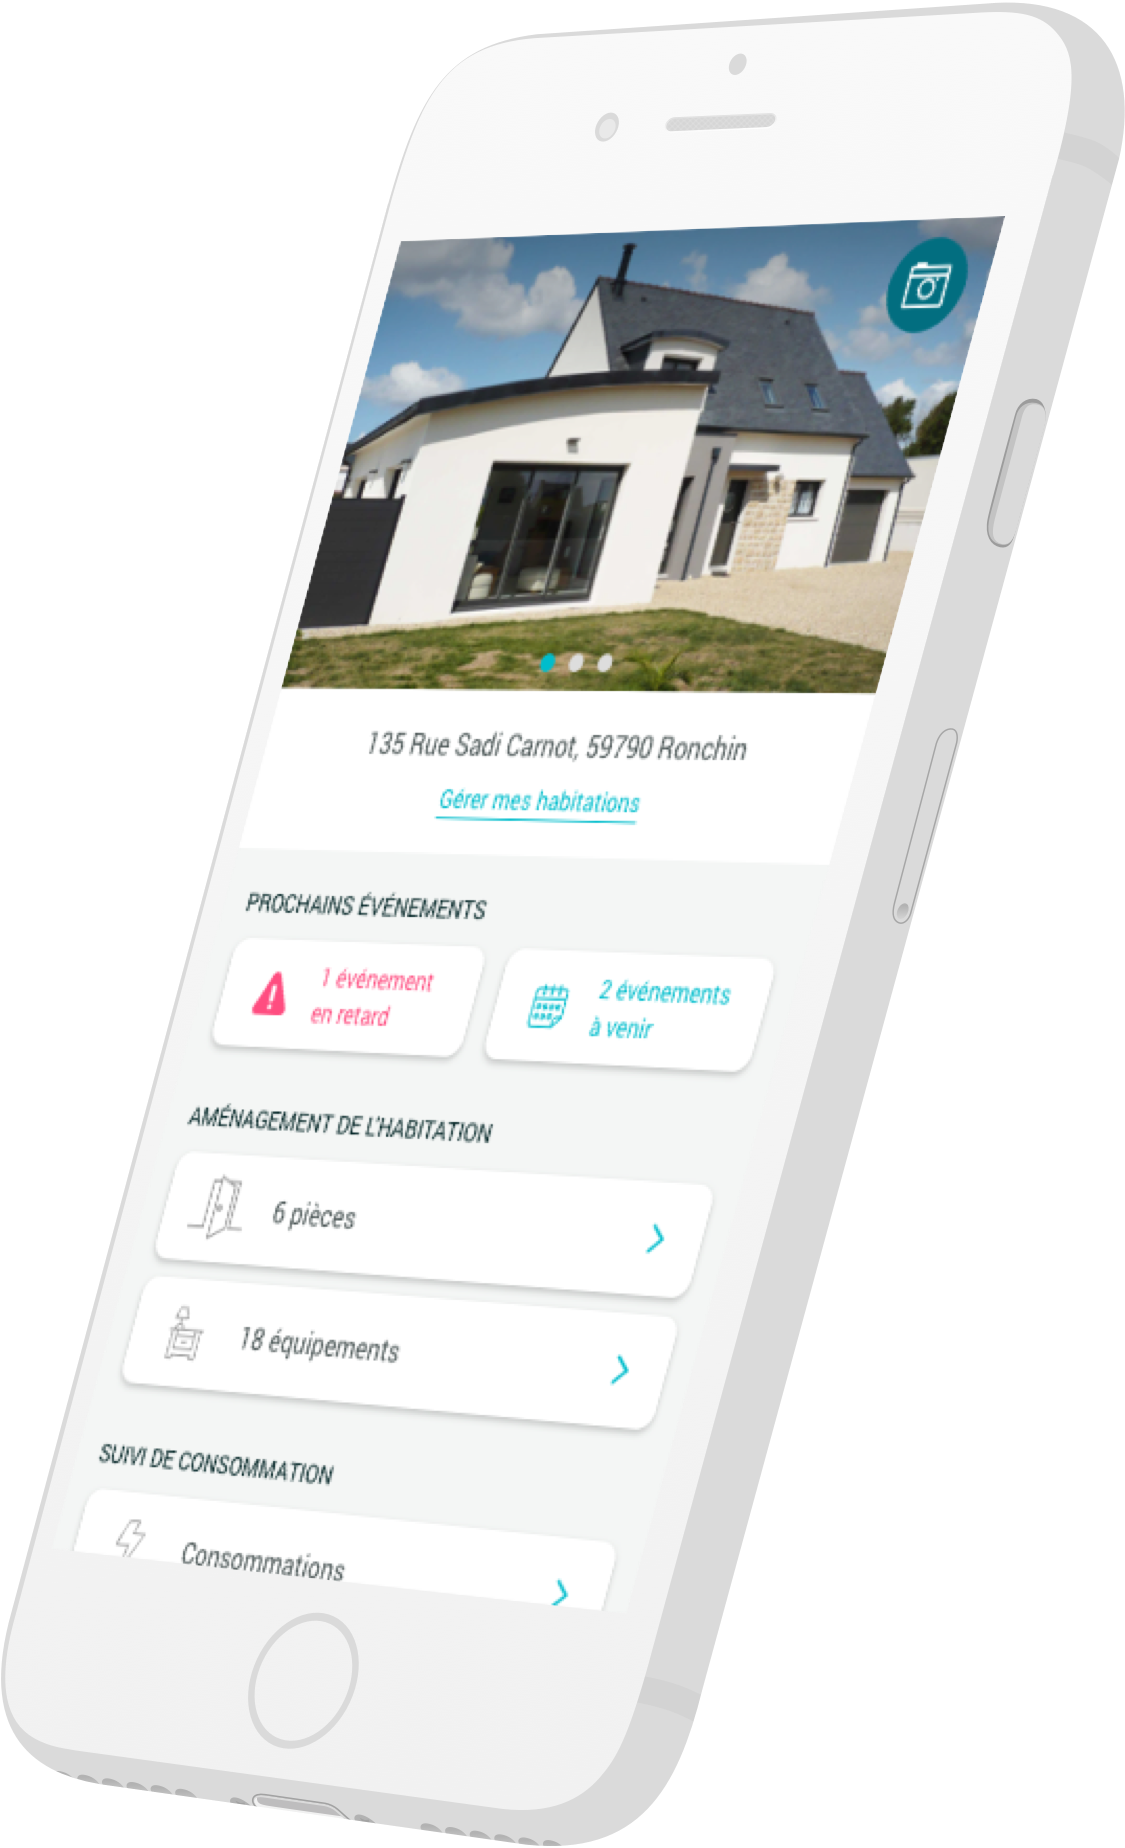 135 Rue Sadi Carnot, 59790 Ronchin
Gérer mes habitations
PROCHAINS ÉVÉNEMENTS
1 événement
en retard
2 événements
à venir
AMÉNAGEMENT DE L'HABITATION
6 pièces
18 équipements
SUIVI DE CONSOMMATION
Consommations